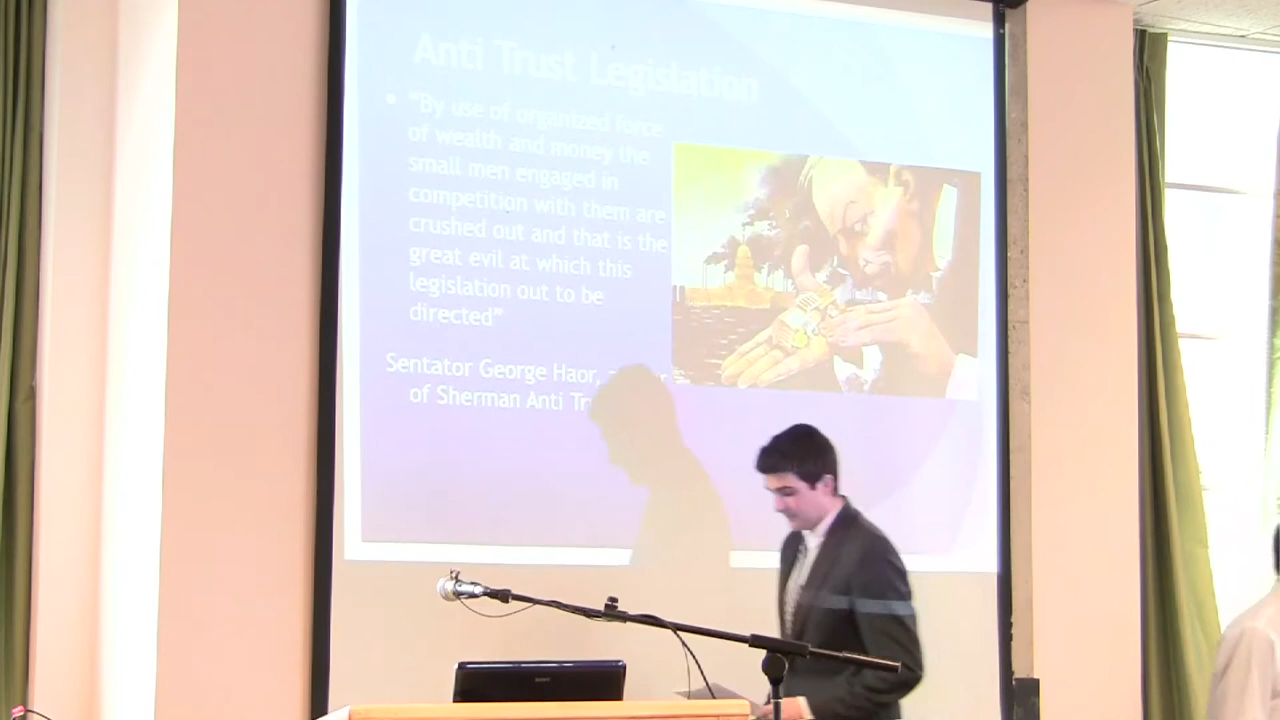 Anti Trust Legislation
• "By use of organized force
of wealth and money the
small men engaged in
competition with them are
crushed out and that is the
great evil at which this
legislation out to be
directed"
Sentator George Haor,
of Sherman Anti
SONY